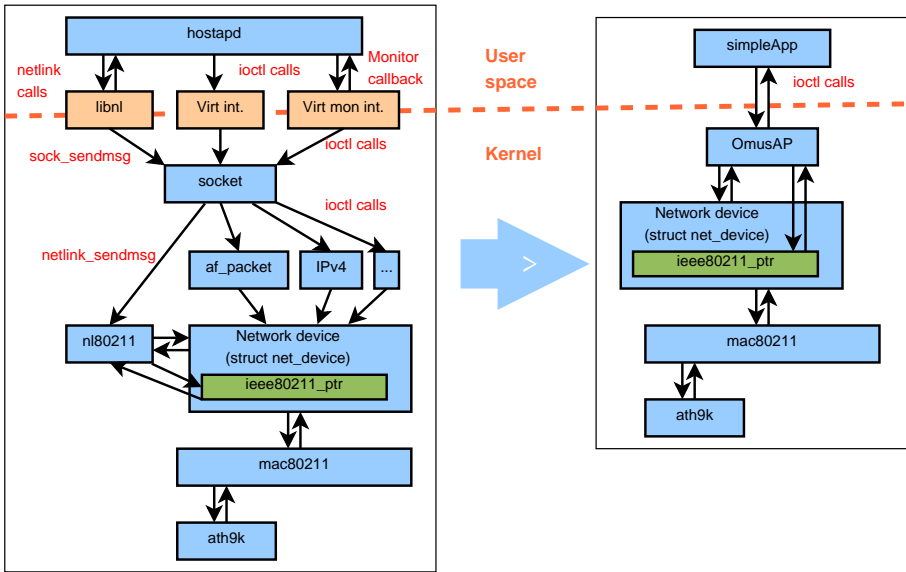 hostapd
netlink
calls
ioctl calls
Monitor
callback
libnl
Virt int.
Virt mon int.
sock_sendmsg
ioctl calls
socket
ioctl calls
netlink_sendmsg
af_packet
IPv4
...
nl80211
Network device
(struct net_device)
ieee80211_ptr
mac80211
ath9k
User
space
Kernel
>
simpleApp
ioctl calls
OmusAP
Network device
(struct net_device)
ieee80211_ptr
mac80211
ath9k